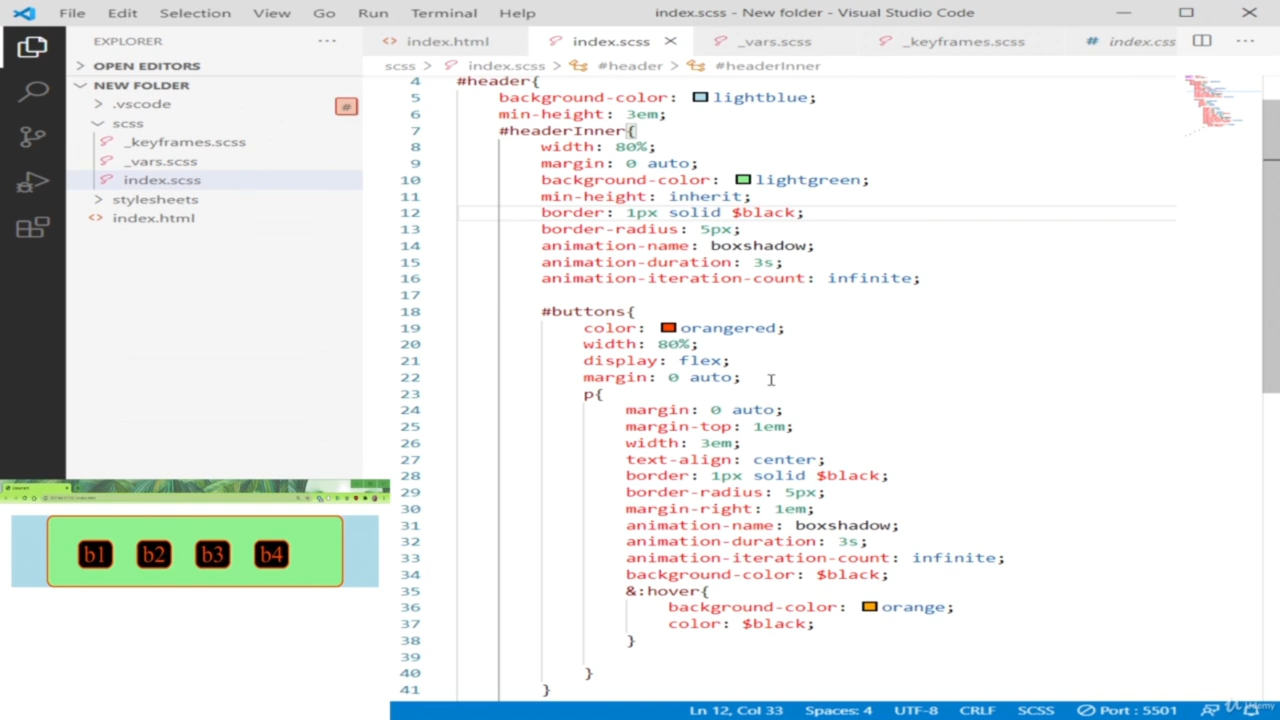 File Edit Selection View Go Run Terminal Help index.scss - New folder - Visual Studio Code
EXPLORER
OPEN EDITORS
NEW FOLDER
.vscode
#
scss
_keyframes.scss
_vars.scss
index.scss
stylesheets
<> index.html
<> index.html index.scss _vars.scss _keyframes.scss # index.css
scss > index.scss > #header > #headerInner
4 #header{
5 background-color: lightblue;
6 min-height: 3em;
7 #headerInner{
8 width: 80%;
9 margin: 0 auto;
10 background-color: lightgreen;
11 min-height: inherit;
12 border: 1px solid $black;
13 border-radius: 5px;
14 animation-name: boxshadow;
15 animation-duration: 3s;
16 animation-iteration-count: infinite;
17
18 #buttons{
19 color: orangered;
20 width: 80%;
21 display: flex;
22 margin: 0 auto;
23 p{
24 margin: 0 auto;
25 margin-top: 1em;
26 width: 3em;
27 text-align: center;
28 border: 1px solid $black;
29 border-radius: 5px;
30 margin-right: 1em;
31 animation-name: boxshadow;
32 animation-duration: 3s;
33 animation-iteration-count: infinite;
34 background-color: $black;
35 &:hover{
36 background-color: orange;
37 color: $black;
38 }
39
40 }
41 }
b1 b2 b3 b4
Ln 12, Col 33 Spaces: 4 UTF-8 CRLF SCSS Port : 5501
Udemy